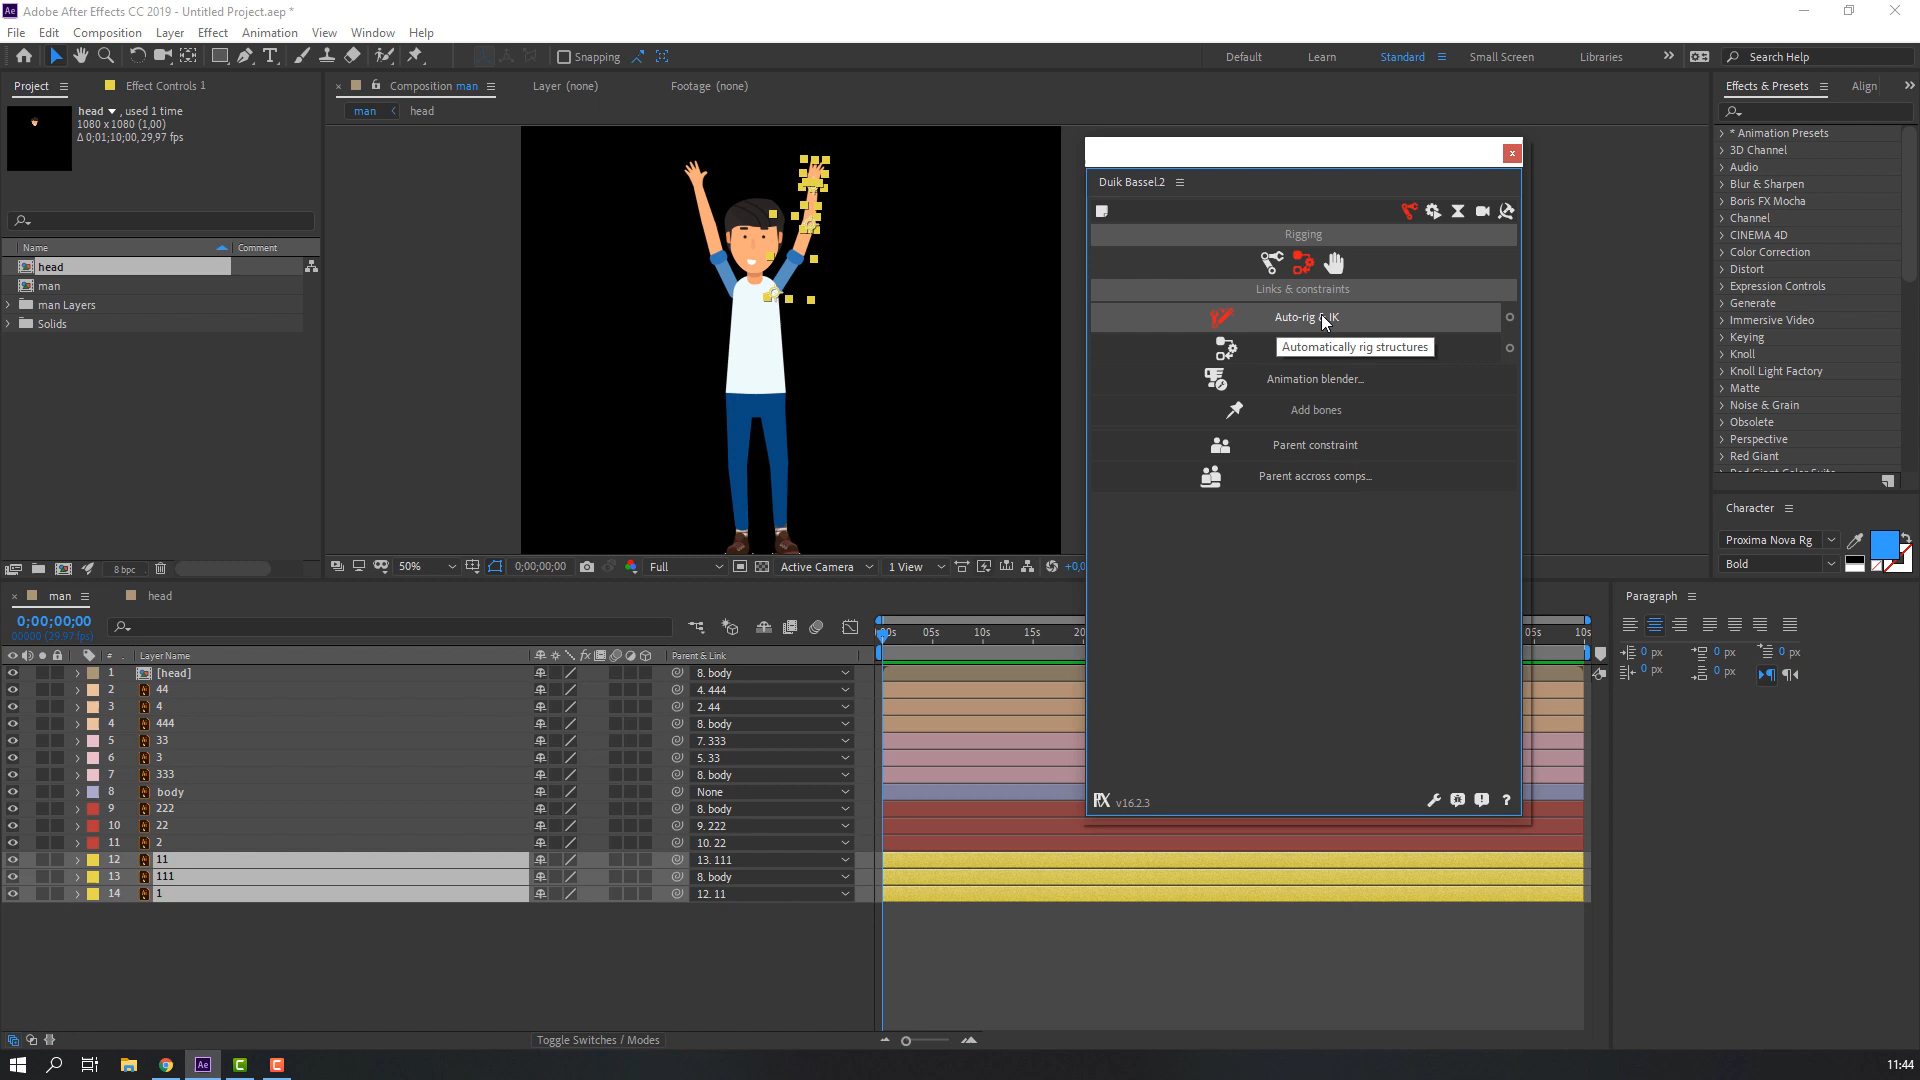 Adobe After Effects CC 2019 - Untitled Project.aep *
File Edit Composition Layer Effect Animation View Window Help
Snapping Default Learn Standard Small Screen Libraries Search Help
Project Effect Controls 1 Composition man Layer (none) Footage (none) Effects & Presets Align
head , used 1 time
1080 x 1080 (1,00)
Δ 0;01;10;00, 29,97 fps
man head
Name Comment
head
man
man Layers
Solids
8 bpc
Duik Bassel.2
Rigging
Links & constraints
Auto-rig & IK
Automatically rig structures
Animation blender...
Add bones
Parent constraint
Parent accross comps...
v16.2.3
* Animation Presets
3D Channel
Audio
Blur & Sharpen
Boris FX Mocha
Channel
CINEMA 4D
Color Correction
Distort
Expression Controls
Generate
Immersive Video
Keying
Knoll
Knoll Light Factory
Matte
Noise & Grain
Obsolete
Perspective
Red Giant
Red Giant Color Suite
Character
Proxima Nova Rg
Bold
50% 0;00;00;00 Full Active Camera 1 View +0,0
man head
Paragraph
0 px 0 px 0 px
0 px 0 px
0;00;00;00
00000 (29.97 fps)
05s 10s 15s 20 05s 10s
# Layer Name Parent & Link
1 [head] 8. body
2 44 4. 444
3 4 2. 44
4 444 8. body
5 33 7. 333
6 3 5. 33
7 333 8. body
8 body None
9 222 8. body
10 22 9. 222
11 2 10. 22
12 11 13. 111
13 111 8. body
14 1 12. 11
Toggle Switches / Modes
11:44